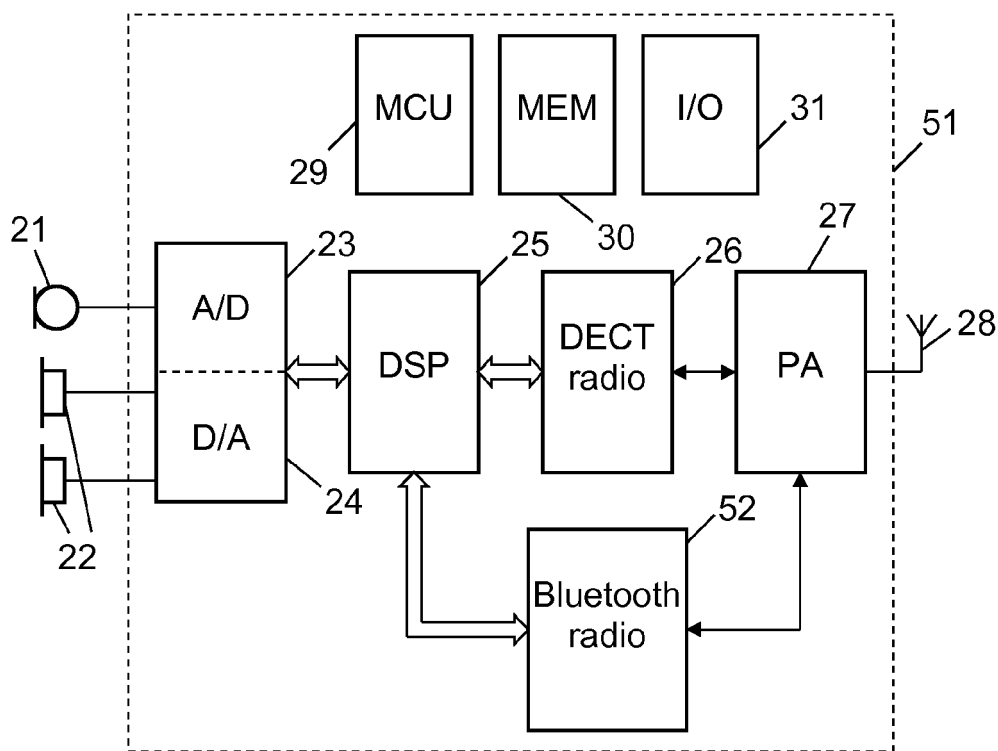 MCU
MEM
I/O
31
51
29
30
21
23
25
26
27
A/D
28
DSP
DECT
radio
PA
D/A
24
52
22
Bluetooth
radio